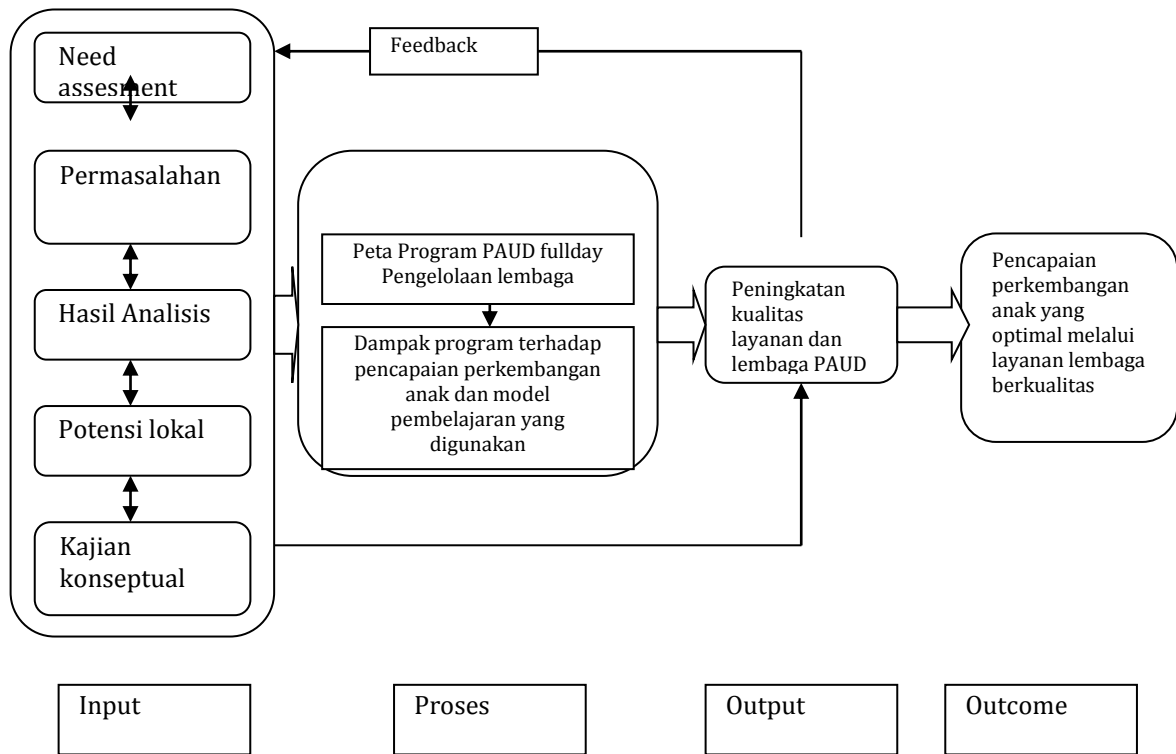 Need
assesment
Permasalahan
Hasil Analisis
Potensi lokal
Kajian
konseptual
Feedback
Peta Program PAUD fullday
Pengelolaan lembaga
Dampak program terhadap
pencapaian perkembangan
anak dan model
pembelajaran yang
digunakan
Peningkatan
kualitas
layanan dan
lembaga PAUD
Pencapaian
perkembangan
anak yang
optimal melalui
layanan lembaga
berkualitas
Input
Proses
Output
Outcome